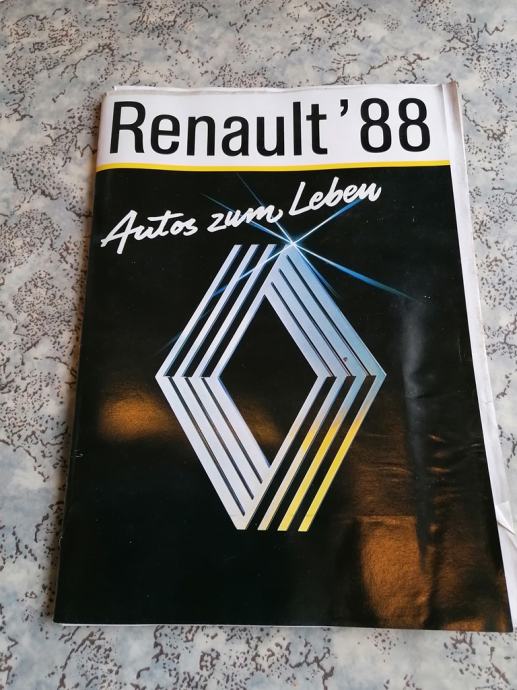 Renault '88
Autos zum Leben